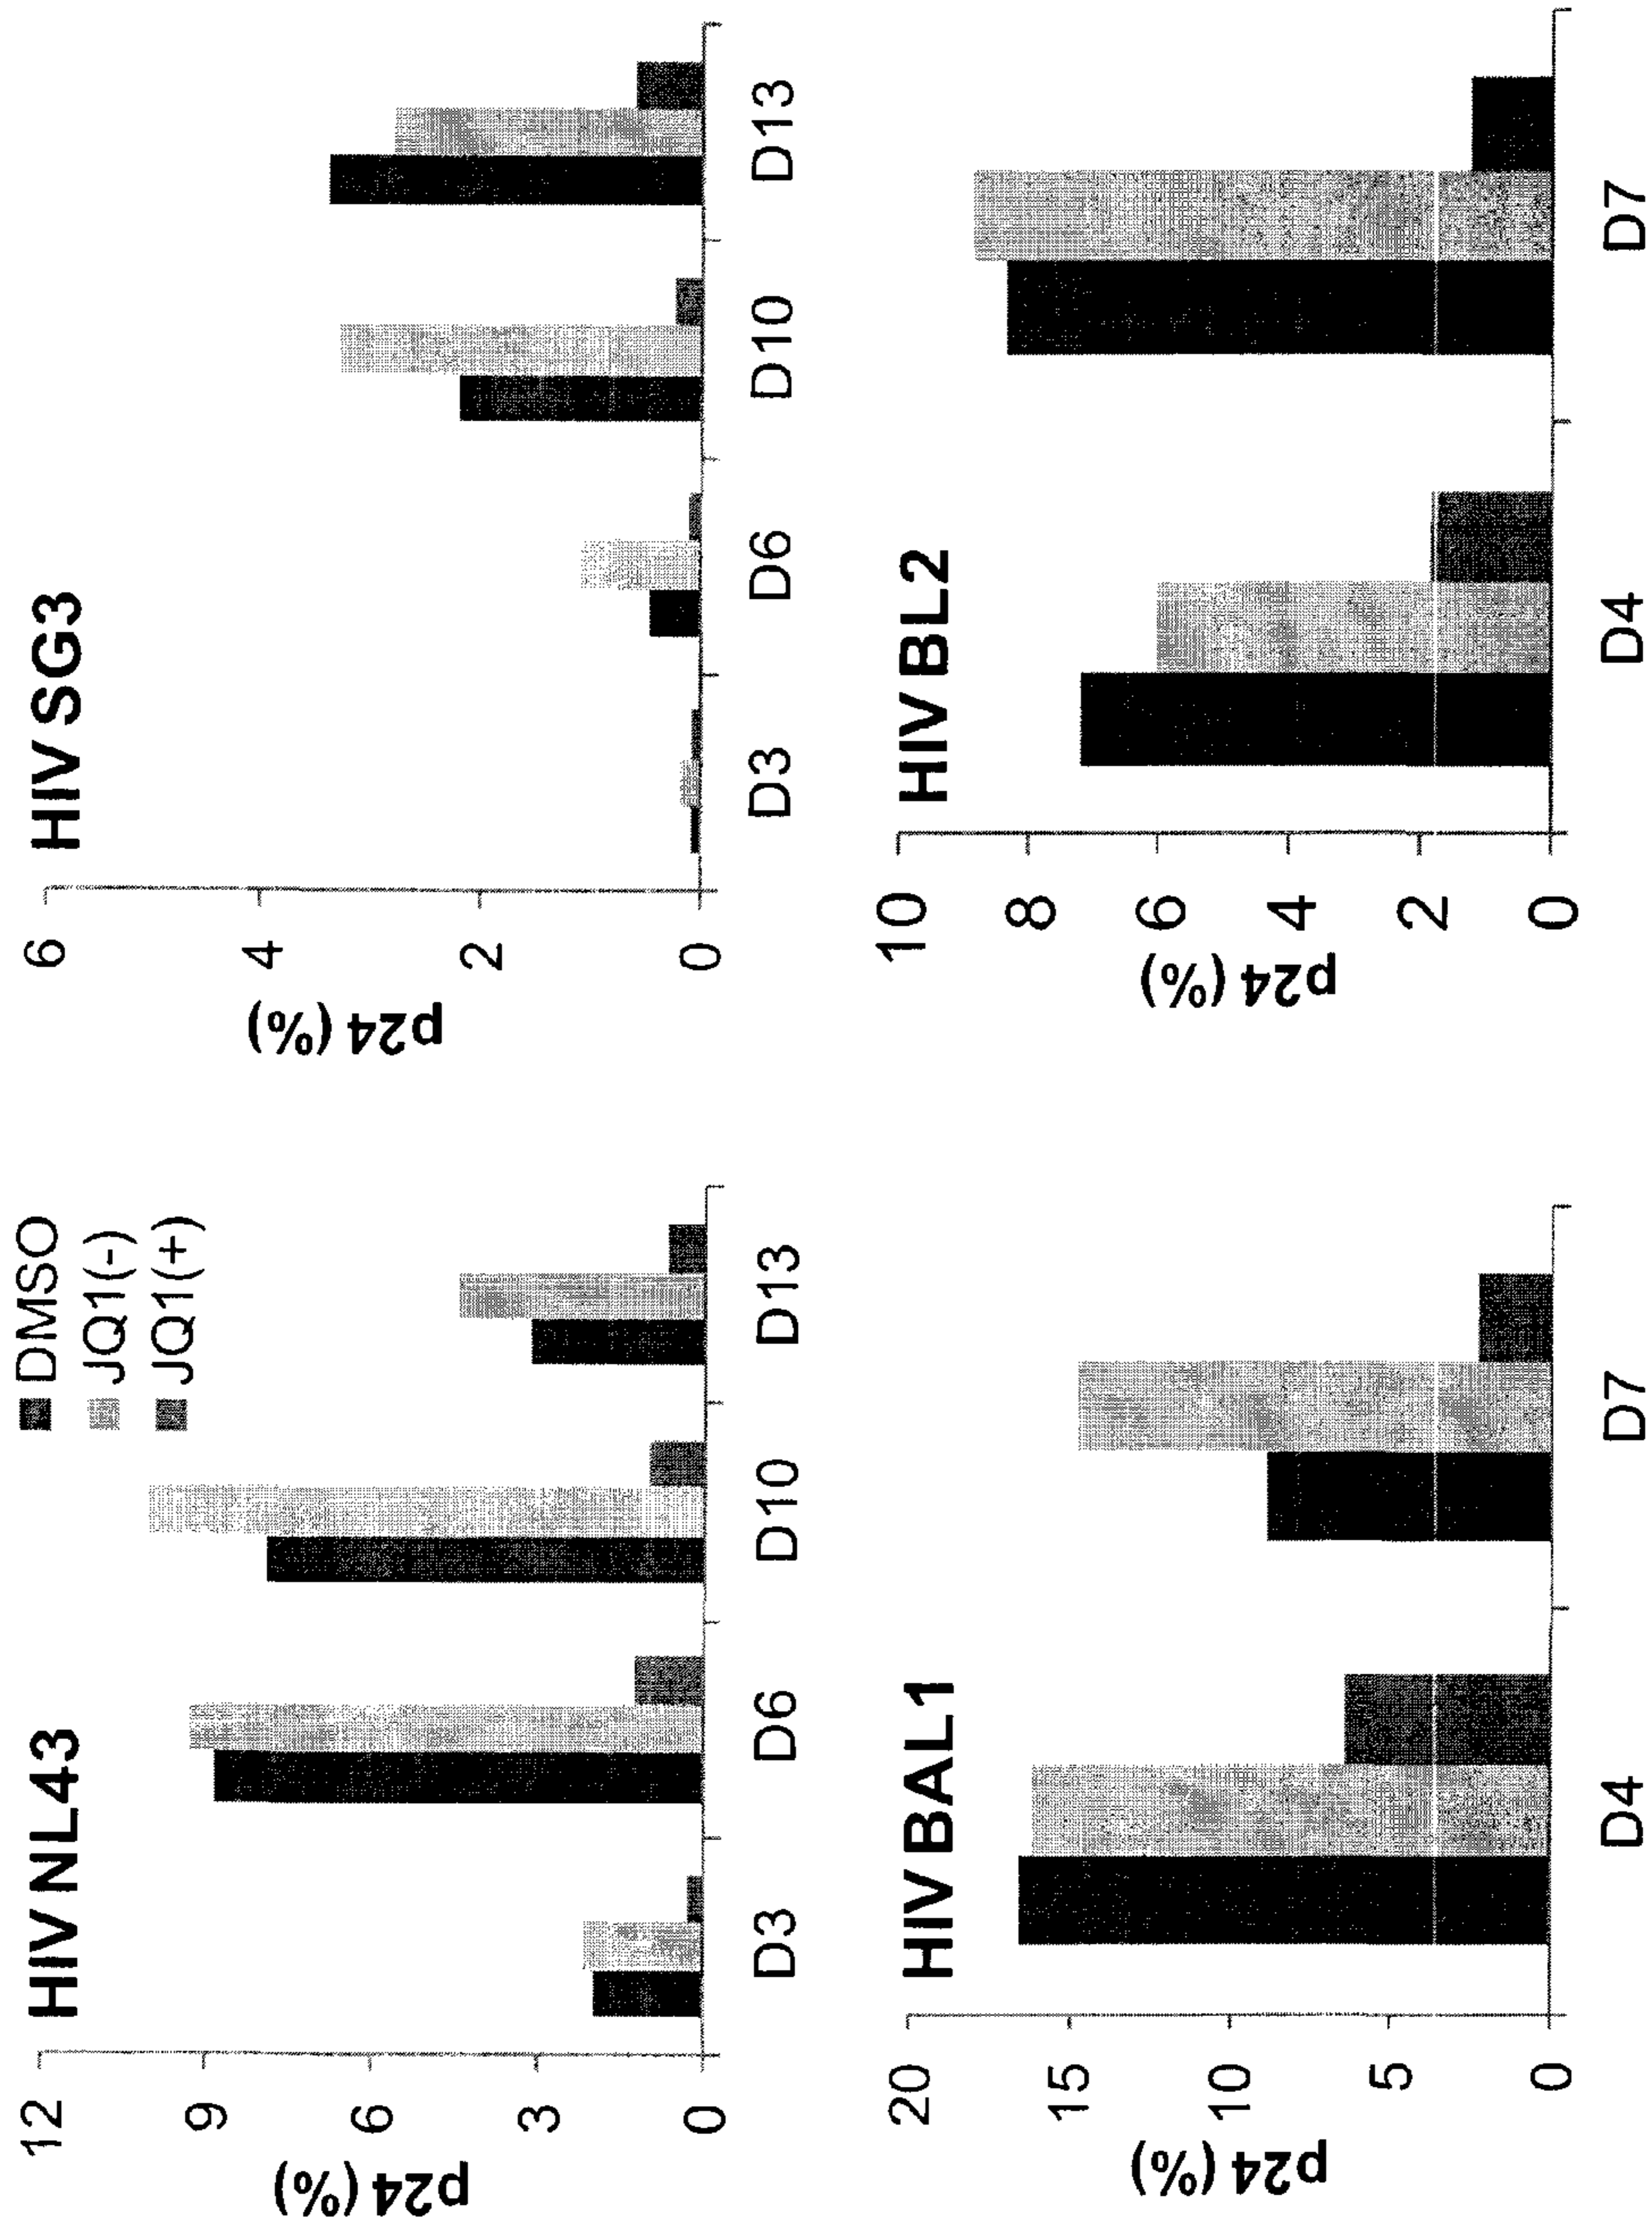 HIV NL43
DMSO
JQ1(-)
JQ1(+)
p24 (%)
12
9
6
3
0
D3
D6
D10
D13
HIV SG3
p24 (%)
6
4
2
0
D3
D6
D10
D13
HIV BAL1
p24 (%)
20
15
10
5
0
D4
D7
HIV BL2
p24 (%)
10
8
6
4
2
0
D4
D7